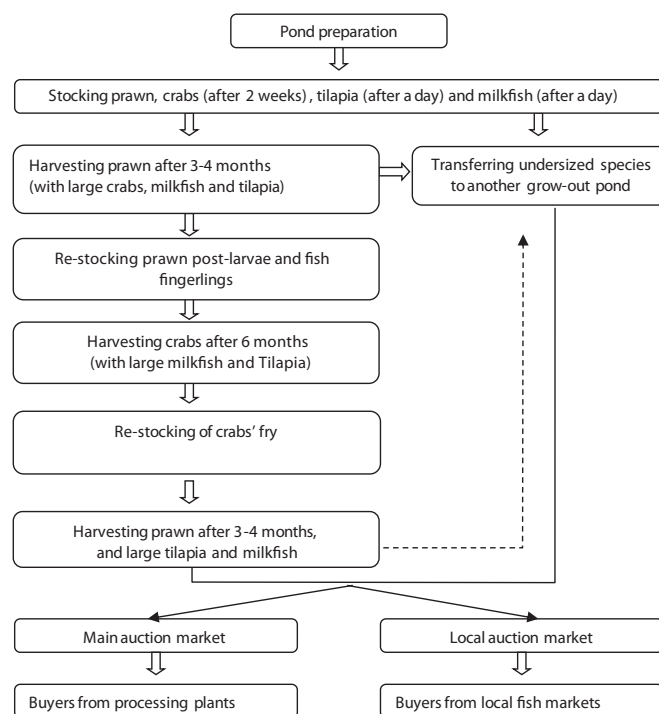 Pond preparation
Stocking prawn, crabs (after 2 weeks), tilapia (after a day) and milkfish (after a day)
Harvesting prawn after 3-4 months
(with large crabs, milkfish and tilapia)
Transferring undersized species
to another grow-out pond
Re-stocking prawn post-larvae and fish
fingerlings
Harvesting crabs after 6 months
(with large milkfish and Tilapia)
Re-stocking of crabs' fry
Harvesting prawn after 3-4 months,
and large tilapia and milkfish
Main auction market
Local auction market
Buyers from processing plants
Buyers from local fish markets